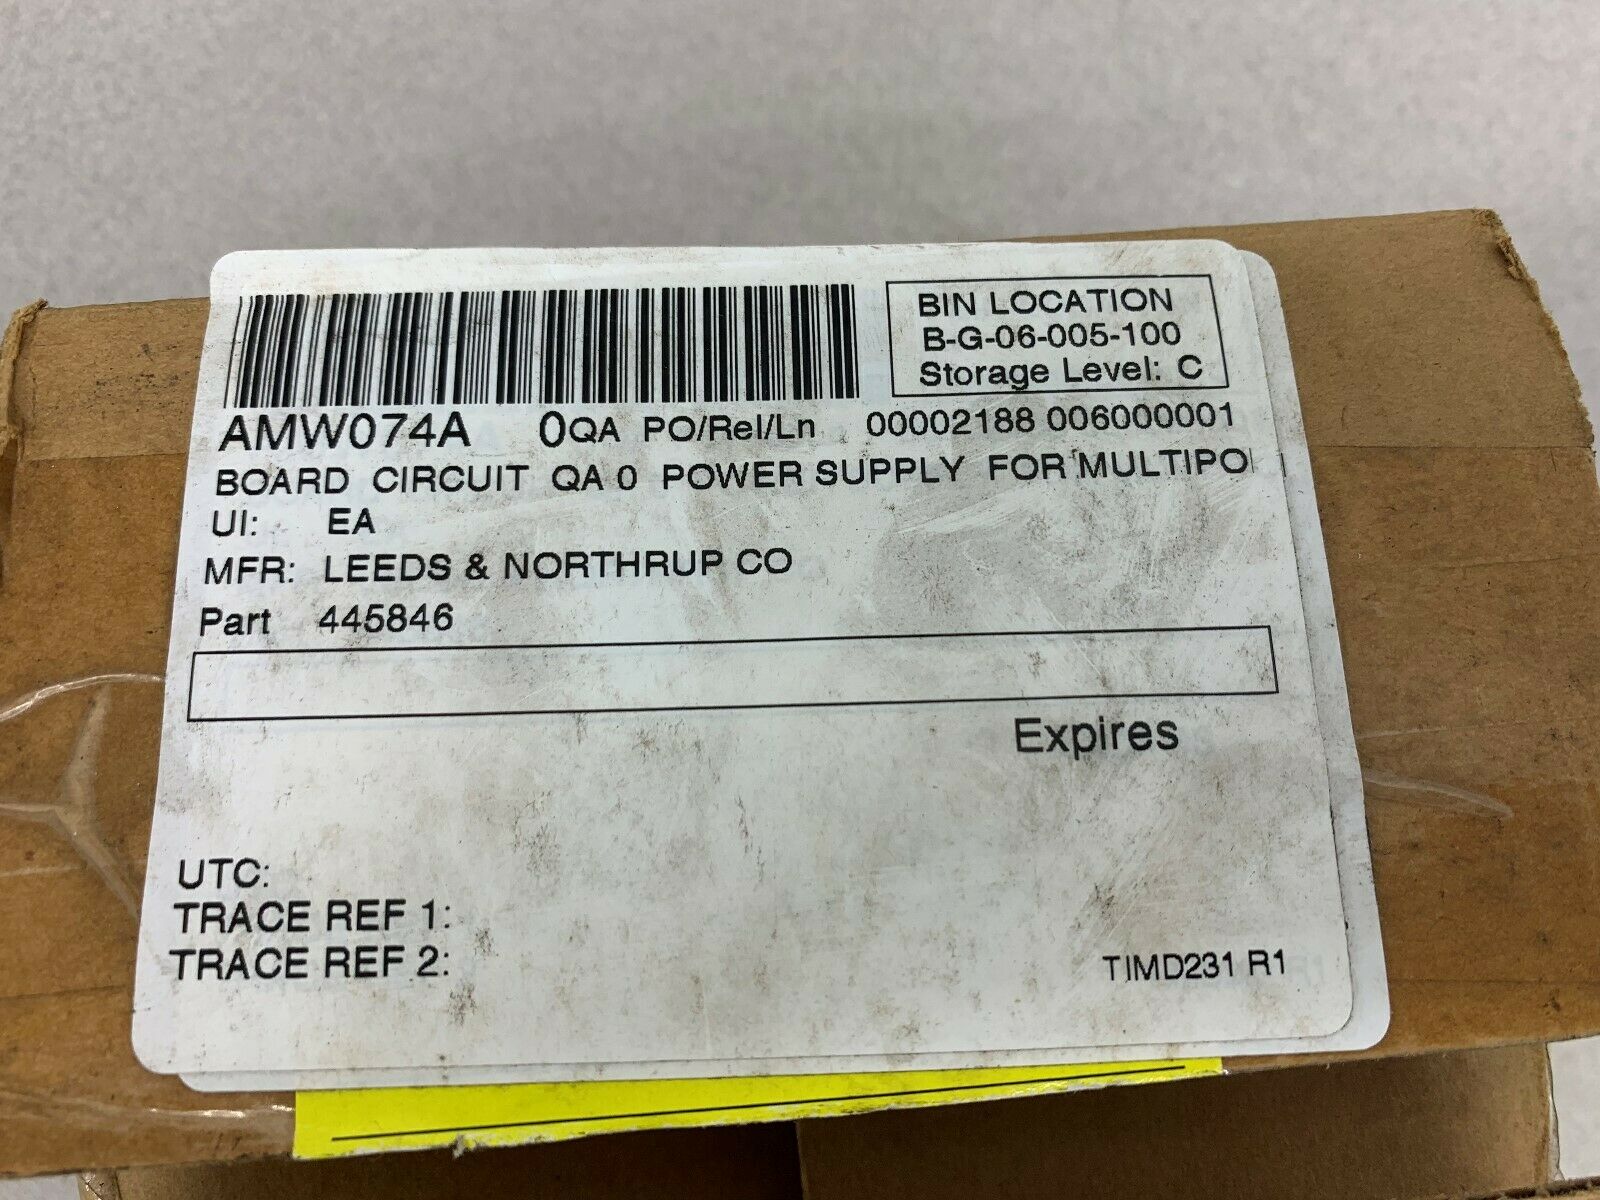 BIN LOCATION
B-G-06-005-100
Storage Level: C
AMW074A 0QA PO/Rel/Ln 00002188 006000001
BOARD CIRCUIT QA 0 POWER SUPPLY FOR MULTIPO
UI: EA
MFR: LEEDS & NORTHRUP CO
Part 445846
Expires
UTC:
TRACE REF 1:
TRACE REF 2:
TIMD231 R1